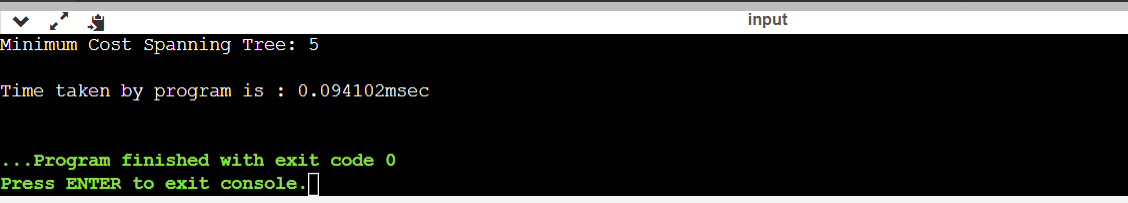 input
Minimum Cost Spanning Tree: 5
Time taken by program is : 0.094102msec
...Program finished with exit code 0
Press ENTER to exit console.